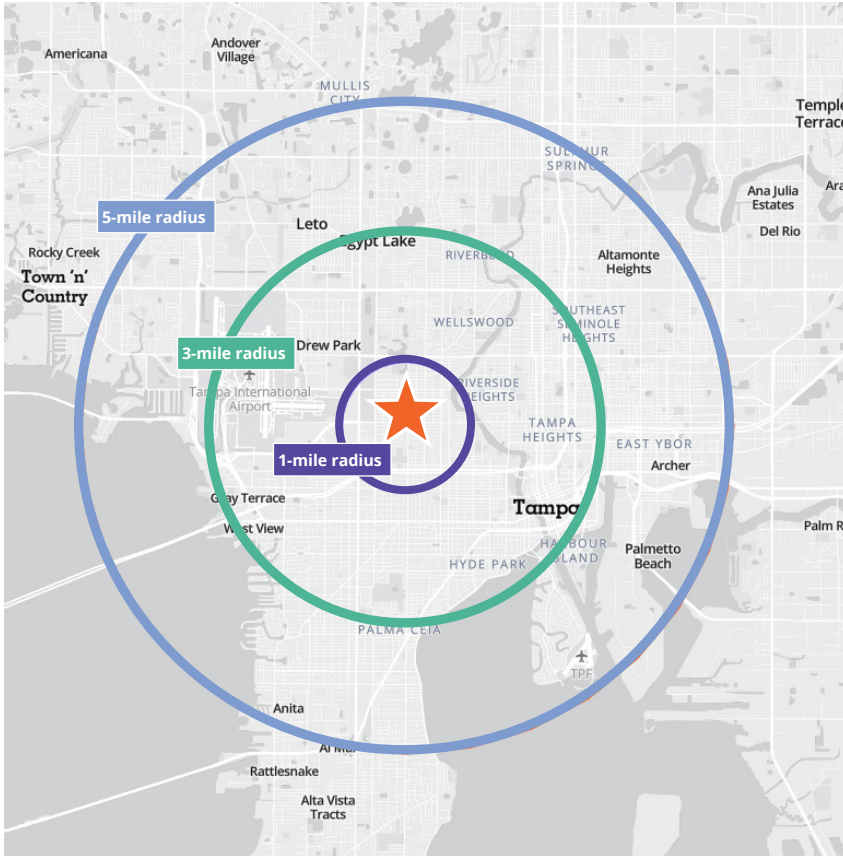 Andover
Village
Americana
MULLIS
CITY
Temple
Terrace
SULPHUR
SPRINGS
Ana Julia
Estates
5-mile radius
Leto
Del Rio
Egypt Lake
Rocky Creek
RIVERBEND
Altamonte
Heights
Town 'n'
Country
SOUTHEAST
SEMINOLE
HEIGHTS
WELLSWOOD
Drew Park
3-mile radius
RIVERSIDE
HEIGHTS
Tampa International
Airport
TAMPA
HEIGHTS
EAST YBOR
1-mile radius
Archer
Gray Terrace
Tampa
West View
Palm R
HARBOUR
ISLAND
Palmetto
Beach
HYDE PARK
PALMA CEIA
TPF
Anita
Rattlesnake
Alta Vista
Tracts